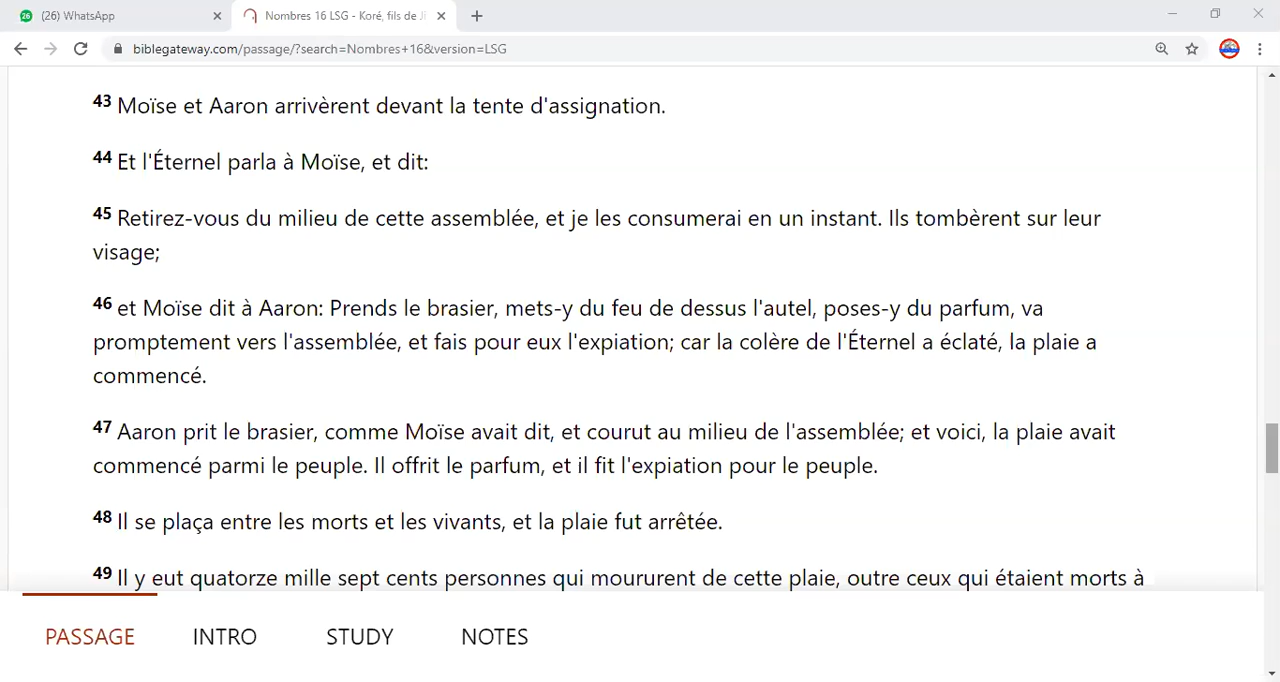 26 (26) WhatsApp
Nombres 16 LSG - Koré, fils de Ji
biblegateway.com/passage/?search=Nombres+16&version=LSG
43 Moïse et Aaron arrivèrent devant la tente d'assignation.
44 Et l'Éternel parla à Moïse, et dit:
45 Retirez-vous du milieu de cette assemblée, et je les consumerai en un instant. Ils tombèrent sur leur
visage;
46 et Moïse dit à Aaron: Prends le brasier, mets-y du feu de dessus l'autel, poses-y du parfum, va
promptement vers l'assemblée, et fais pour eux l'expiation; car la colère de l'Éternel a éclaté, la plaie a
commencé.
47 Aaron prit le brasier, comme Moïse avait dit, et courut au milieu de l'assemblée; et voici, la plaie avait
commencé parmi le peuple. Il offrit le parfum, et il fit l'expiation pour le peuple.
48 Il se plaça entre les morts et les vivants, et la plaie fut arrêtée.
49 Il y eut quatorze mille sept cents personnes qui moururent de cette plaie, outre ceux qui étaient morts à
PASSAGE INTRO STUDY NOTES